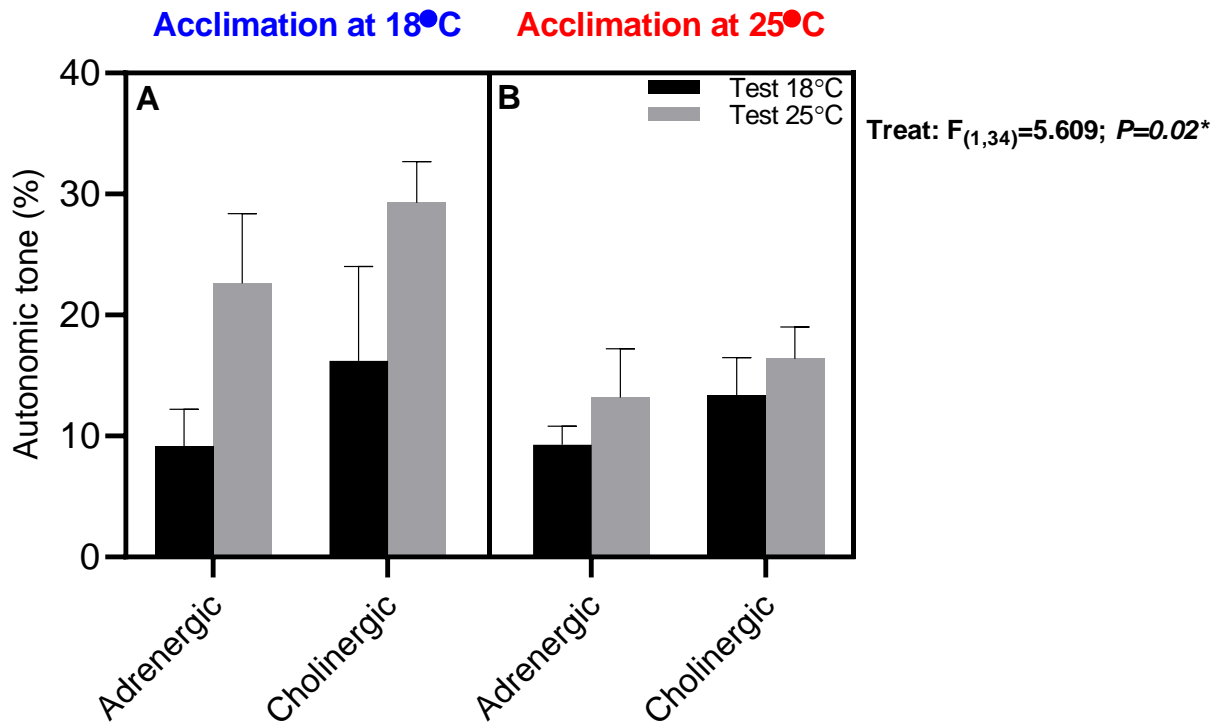 Acclimation at 18●C Acclimation at 25●C
40
30
20
10
0
Autonomic tone (%)
A
B
Test 18°C
Test 25°C
Treat: F(1,34)=5.609; P=0.02*
Adrenergic
Cholinergic
Adrenergic
Cholinergic